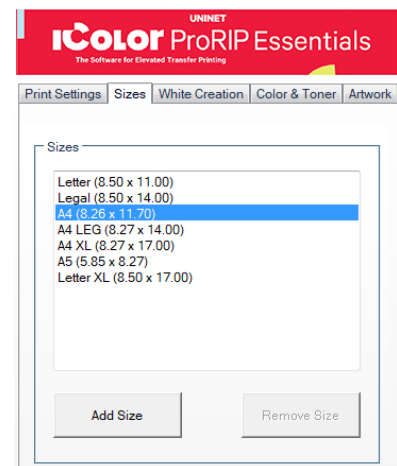 UNINET
IColor ProRIP Essentials
The Software for Elevated Transfer Printing
Print Settings Sizes White Creation Color & Toner Artwork
Sizes
Letter (8.50 x 11.00)
Legal (8.50 x 14.00)
A4 (8.26 x 11.70)
A4 LEG (8.27 x 14.00)
A4 XL (8.27 x 17.00)
A5 (5.85 x 8.27)
Letter XL (8.50 x 17.00)
Add Size Remove Size